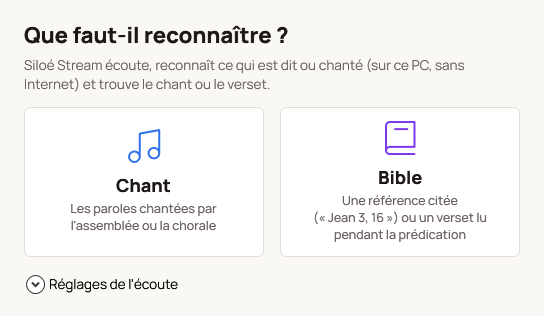 Que faut-il reconnaître ?
Siloé Stream écoute, reconnaît ce qui est dit ou chanté (sur ce PC, sans
Internet) et trouve le chant ou le verset.
Chant
Les paroles chantées par
l'assemblée ou la chorale
Bible
Une référence citée
(« Jean 3, 16 ») ou un verset lu
pendant la prédication
Réglages de l'écoute